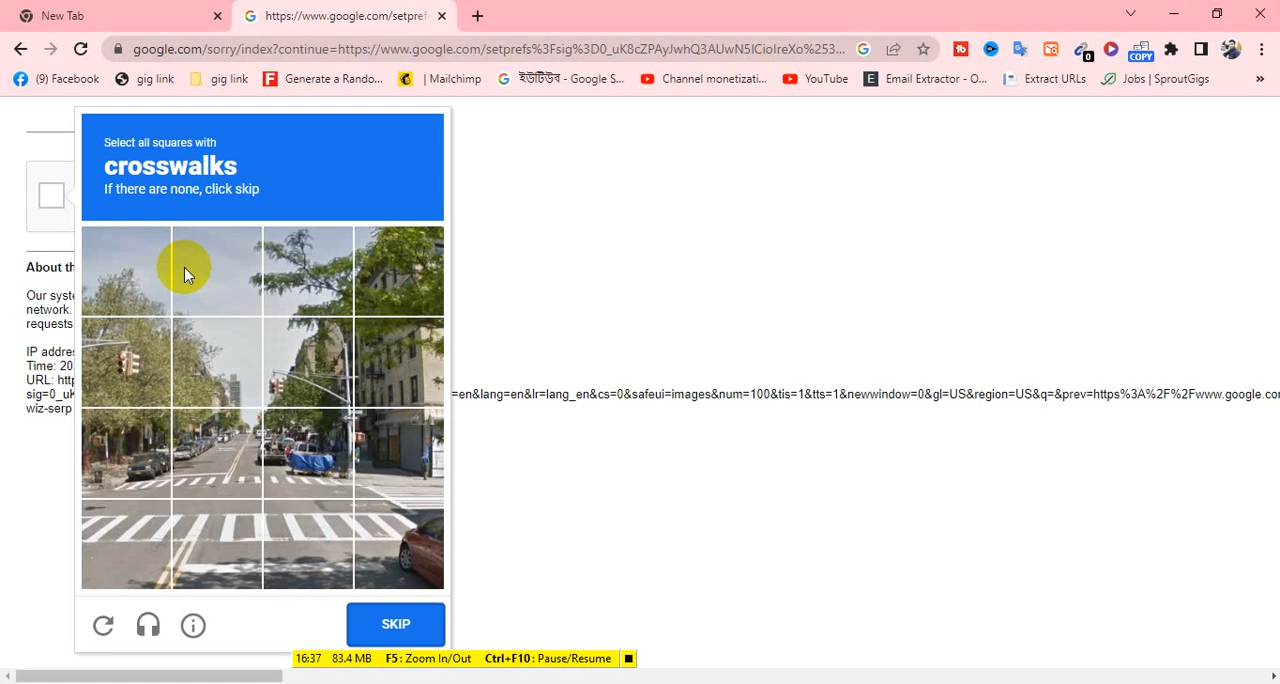 New Tab
https://www.google.com/setpref
google.com/sorry/index?continue=https://www.google.com/setprefs%3Fsig%3D0_uK8cZPAyJwhQ3AUwN5ICioIreXo%253...
0
COPY
(9) Facebook
gig link
gig link
Generate a Rando...
| Mailchimp
ইউটিউব - Google S...
Channel monetizati...
YouTube
Email Extractor - O...
Extract URLs
Jobs | SproutGigs
»
Select all squares with
crosswalks
If there are none, click skip
About th
Our syste
network.
requests
IP addres
Time: 20
URL: http
=en&lang=en&lr=lang_en&cs=0&safeui=images&num=100&tis=1&tts=1&newwindow=0&gl=US&region=US&q=&prev=https%3A%2F%2Fwww.google.con
sig=0_uK
wiz-serp
SKIP
16:37 83.4 MB F5: Zoom In/Out Ctrl+F10: Pause/Resume